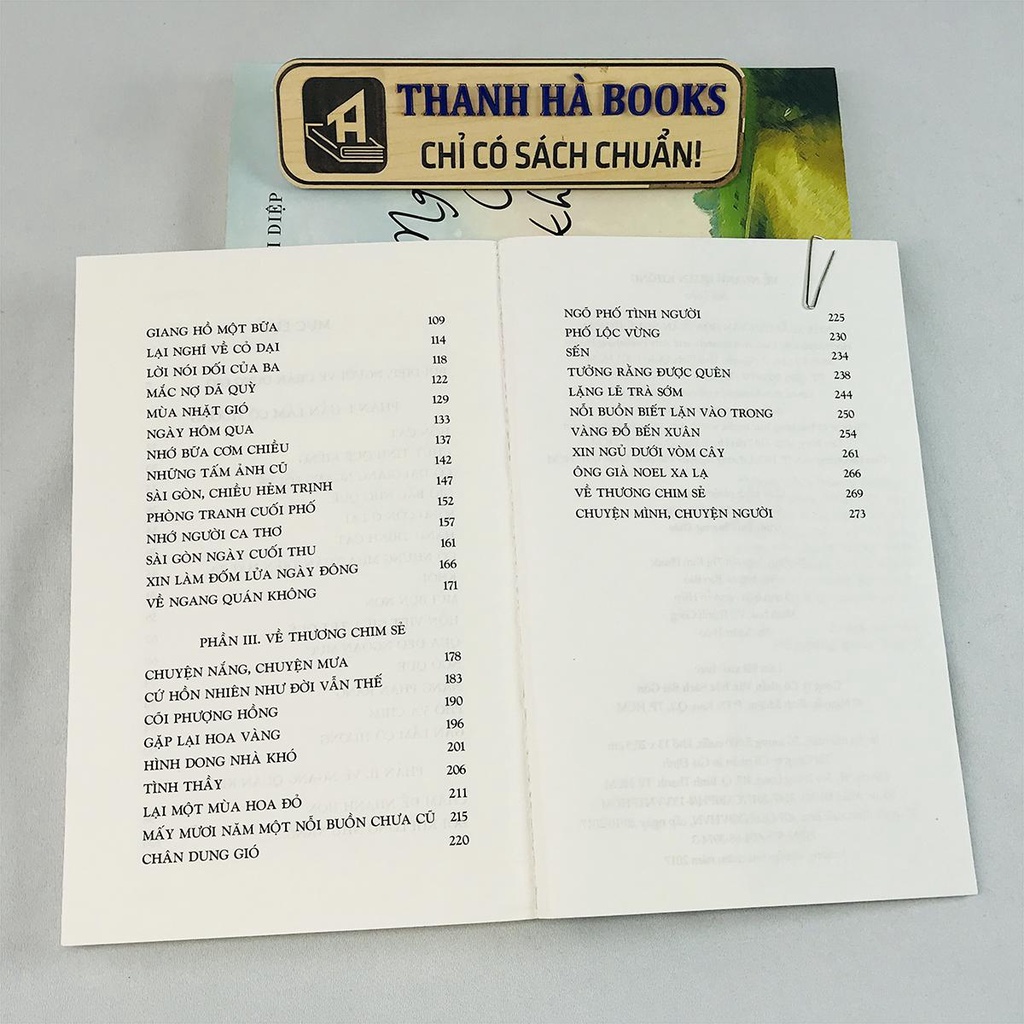 THANH HÀ BOOKS
CHỈ CÓ SÁCH CHUẨN!
DIỆP
GIANG HỒ MỘT BỮA 109
LẠI NGHĨ VỀ CỎ DẠI 114
LỜI NÓI DỐI CỦA BA 118
MẮC NỢ DÃ QUỲ 122
MÙA NHẶT GIÓ 129
NGÀY HÔM QUA 133
NHỚ BỮA CƠM CHIỀU 137
NHỮNG TẤM ẢNH CŨ 142
SÀI GÒN, CHIỀU HẺM TRỊNH 147
PHÒNG TRANH CUỐI PHỐ 152
NHỚ NGƯỜI CA THƠ 157
SÀI GÒN NGÀY CUỐI THU 161
XIN LÀM ĐỐM LỬA NGÀY ĐÔNG 166
VỀ NGANG QUÁN KHÔNG 171
PHẦN III. VỀ THƯƠNG CHIM SẺ
CHUYỆN NẮNG, CHUYỆN MƯA 178
CỨ HỒN NHIÊN NHƯ ĐỜI VẪN THẾ 183
CÕI PHƯỢNG HỒNG 190
GẶP LẠI HOA VÀNG 196
HÌNH DONG NHÀ KHÓ 201
TÌNH THẦY 206
LẠI MỘT MÙA HOA ĐỎ 211
MẤY MƯƠI NĂM MỘT NỖI BUỒN CHƯA CŨ 215
CHÂN DUNG GIÓ 220
NGÕ PHỐ TÌNH NGƯỜI 225
PHỐ LỘC VỪNG 230
SẾN 234
TƯỞNG RẰNG ĐƯỢC QUÊN 238
LẶNG LẼ TRÀ SỚM 244
NỖI BUỒN BIẾT LẶN VÀO TRONG 250
VÀNG ĐỖ BẾN XUÂN 254
XIN NGỦ DƯỚI VÒM CÂY 261
ÔNG GIÀ NOEL XA LẠ 266
VỀ THƯƠNG CHIM SẺ 269
CHUYỆN MÌNH, CHUYỆN NGƯỜI 273